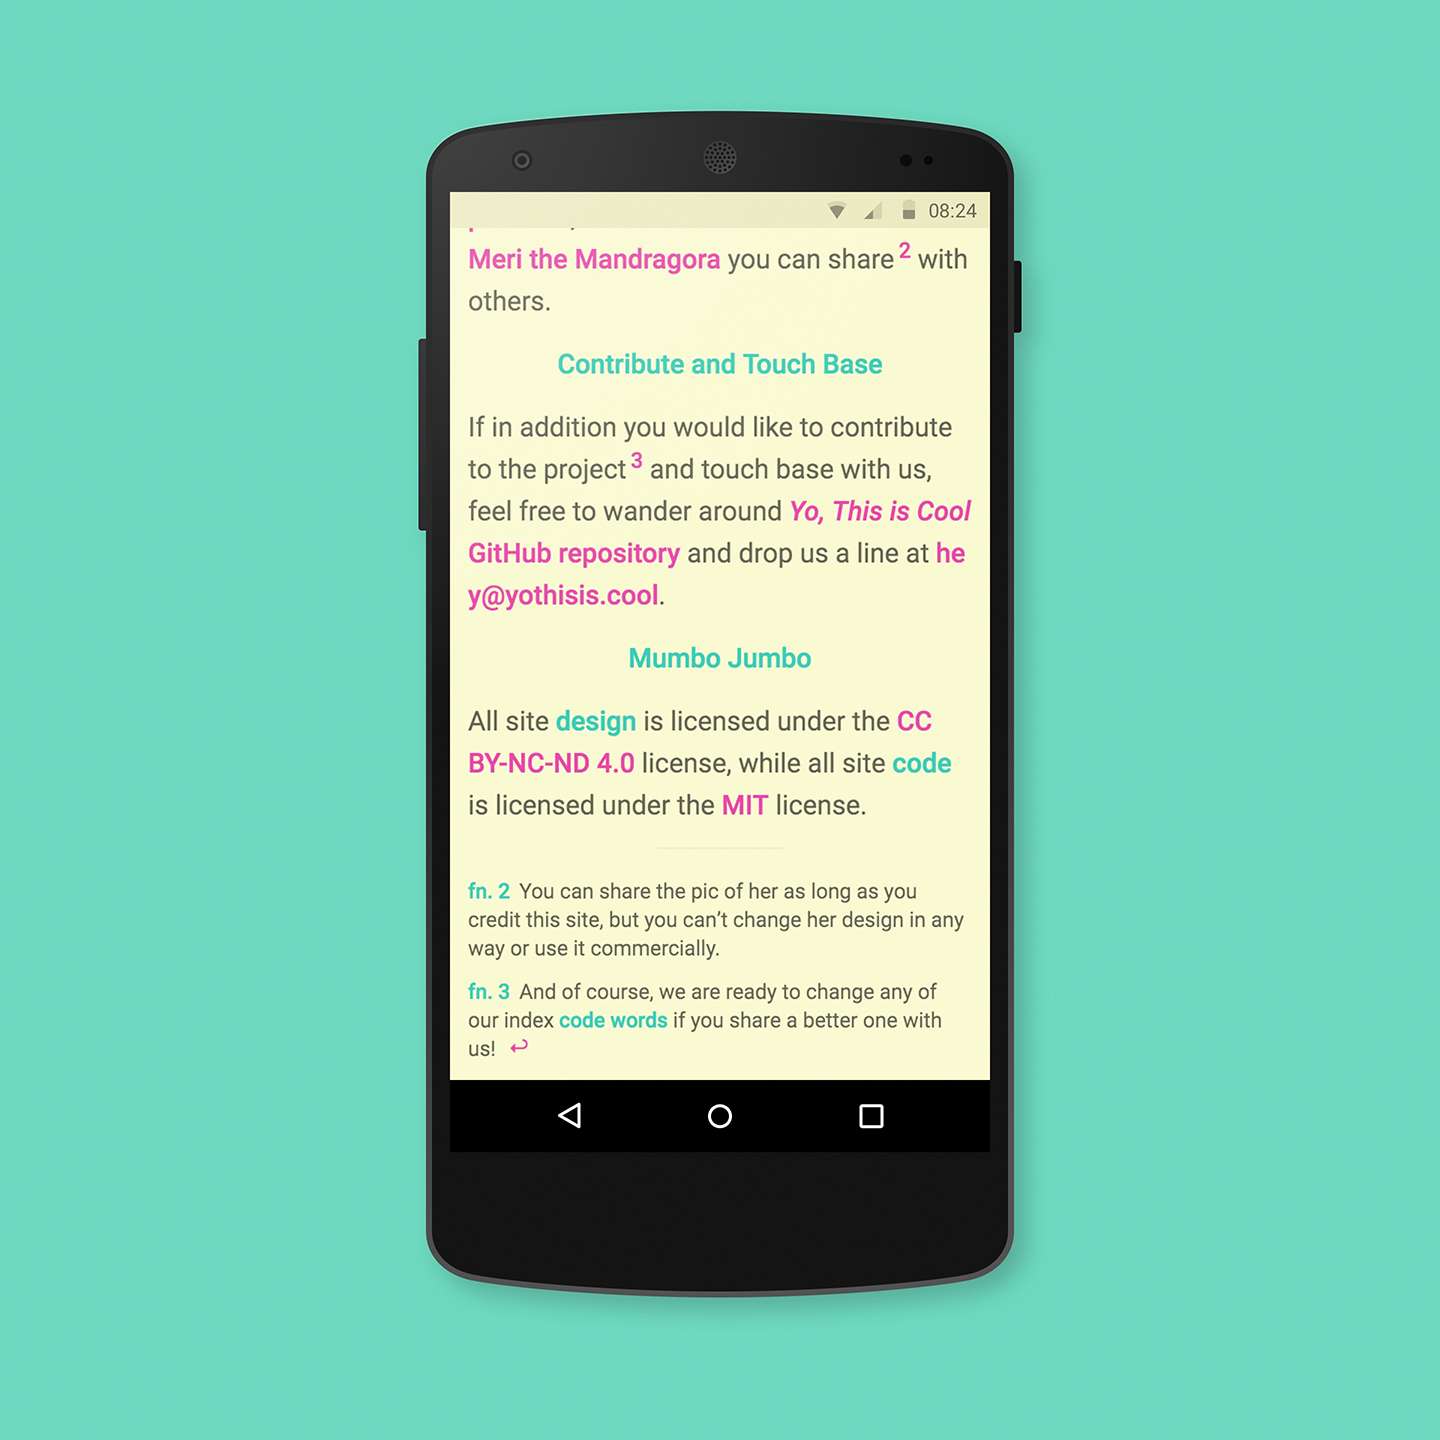 08:24
Meri the Mandragora you can share 2 with
others.
Contribute and Touch Base
If in addition you would like to contribute
to the project 3 and touch base with us,
feel free to wander around Yo, This is Cool
GitHub repository and drop us a line at he
y@yothisis.cool.
Mumbo Jumbo
All site design is licensed under the CC
BY-NC-ND 4.0 license, while all site code
is licensed under the MIT license.
fn. 2 You can share the pic of her as long as you
credit this site, but you can’t change her design in any
way or use it commercially.
fn. 3 And of course, we are ready to change any of
our index code words if you share a better one with
us! ↩